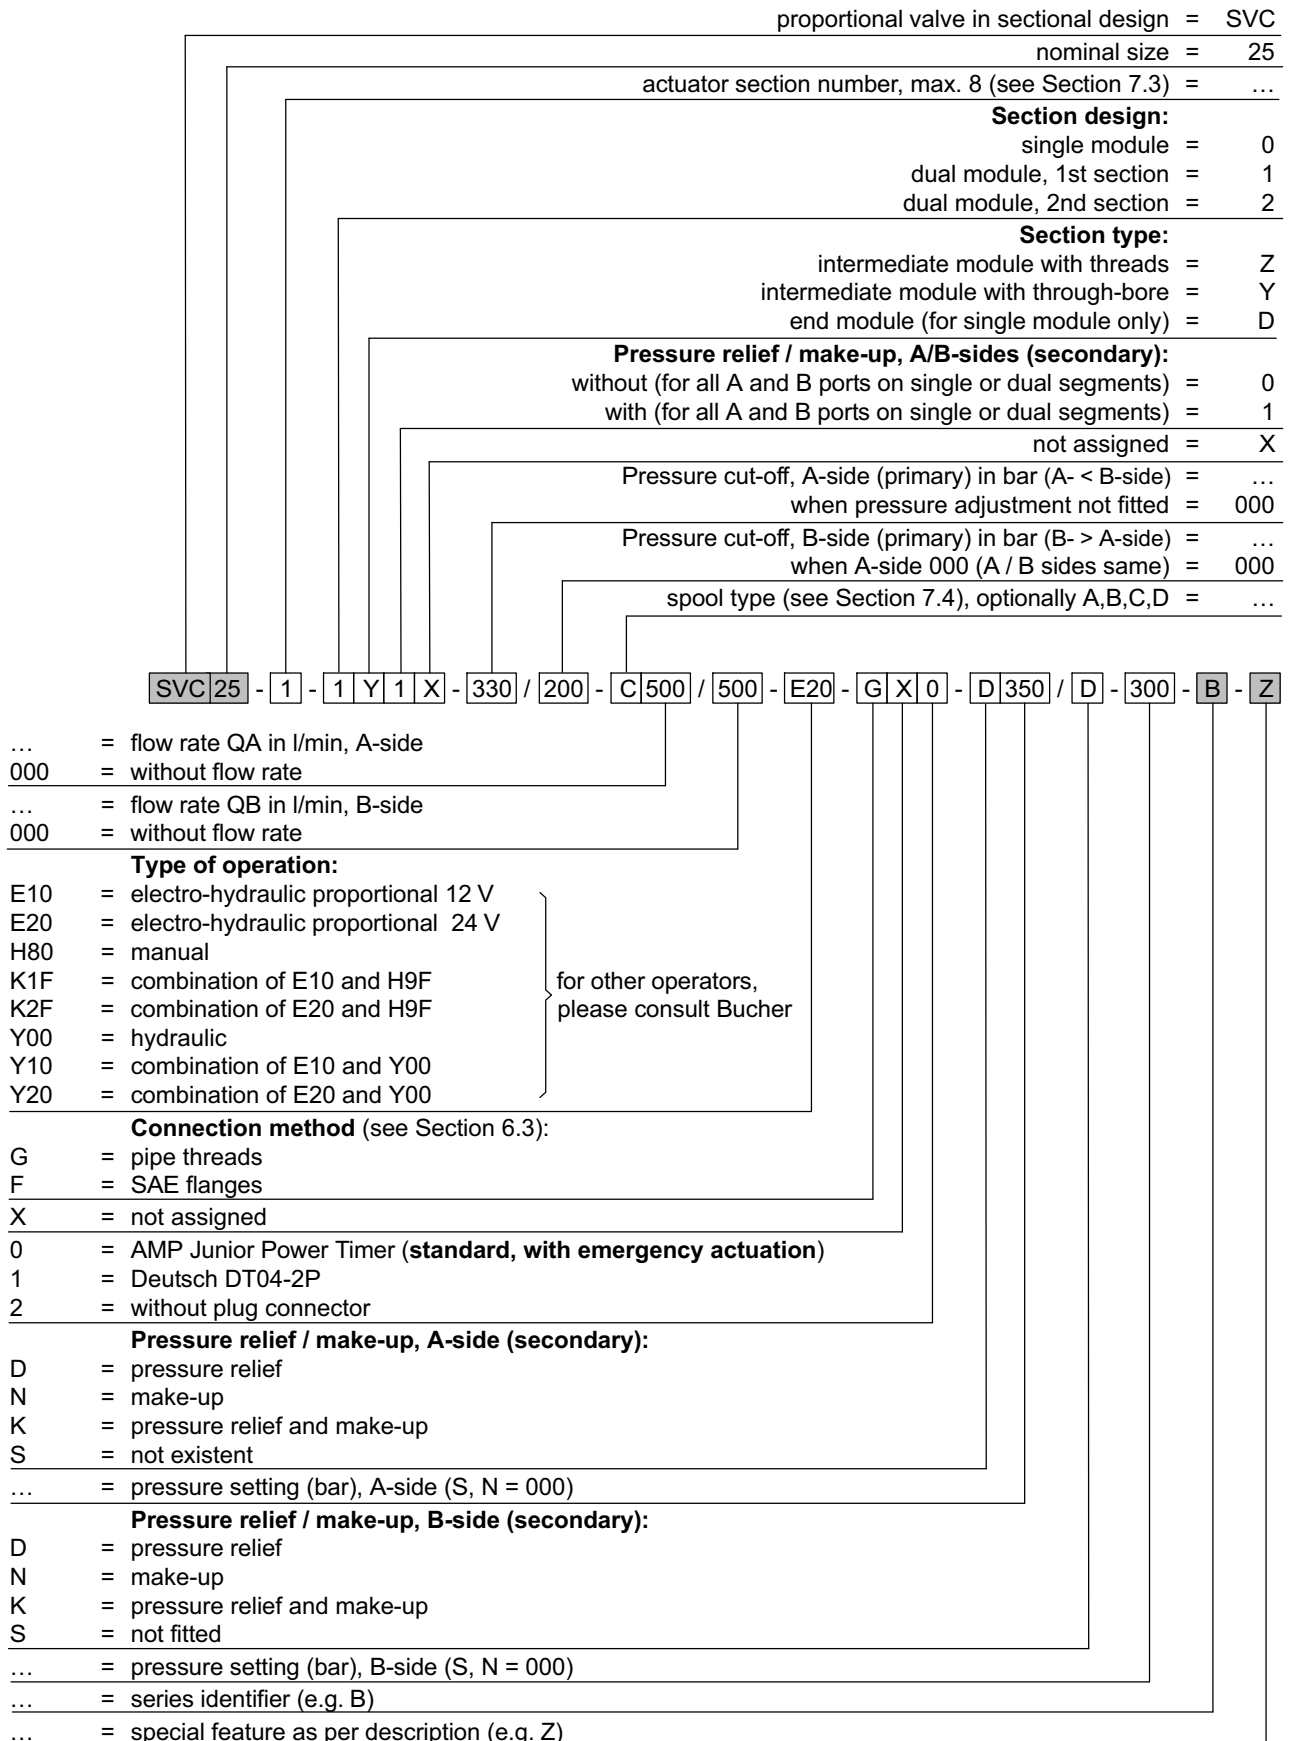 proportional valve in sectional design = SVC
nominal size = 25
actuator section number, max. 8 (see Section 7.3) = …
Section design:
single module = 0
dual module, 1st section = 1
dual module, 2nd section = 2
Section type:
intermediate module with threads = Z
intermediate module with through-bore = Y
end module (for single module only) = D
Pressure relief / make-up, A/B-sides (secondary):
without (for all A and B ports on single or dual segments) = 0
with (for all A and B ports on single or dual segments) = 1
not assigned = X
Pressure cut-off, A-side (primary) in bar (A- < B-side) = …
when pressure adjustment not fitted = 000
Pressure cut-off, B-side (primary) in bar (B- > A-side) = …
when A-side 000 (A / B sides same) = 000
spool type (see Section 7.4), optionally A,B,C,D = …
SVC 25 - 1 - 1 Y 1 X - 330 / 200 - C 500 / 500 - E20 - G X 0 - D 350 / D - 300 - B - Z
… = flow rate QA in l/min, A-side
000 = without flow rate
… = flow rate QB in l/min, B-side
000 = without flow rate
Type of operation:
E10 = electro-hydraulic proportional 12 V
E20 = electro-hydraulic proportional 24 V
H80 = manual
K1F = combination of E10 and H9F for other operators,
K2F = combination of E20 and H9F please consult Bucher
Y00 = hydraulic
Y10 = combination of E10 and Y00
Y20 = combination of E20 and Y00
Connection method (see Section 6.3):
G = pipe threads
F = SAE flanges
X = not assigned
0 = AMP Junior Power Timer (standard, with emergency actuation)
1 = Deutsch DT04-2P
2 = without plug connector
Pressure relief / make-up, A-side (secondary):
D = pressure relief
N = make-up
K = pressure relief and make-up
S = not existent
… = pressure setting (bar), A-side (S, N = 000)
Pressure relief / make-up, B-side (secondary):
D = pressure relief
N = make-up
K = pressure relief and make-up
S = not fitted
… = pressure setting (bar), B-side (S, N = 000)
… = series identifier (e.g. B)
… = special feature as per description (e.g. Z)